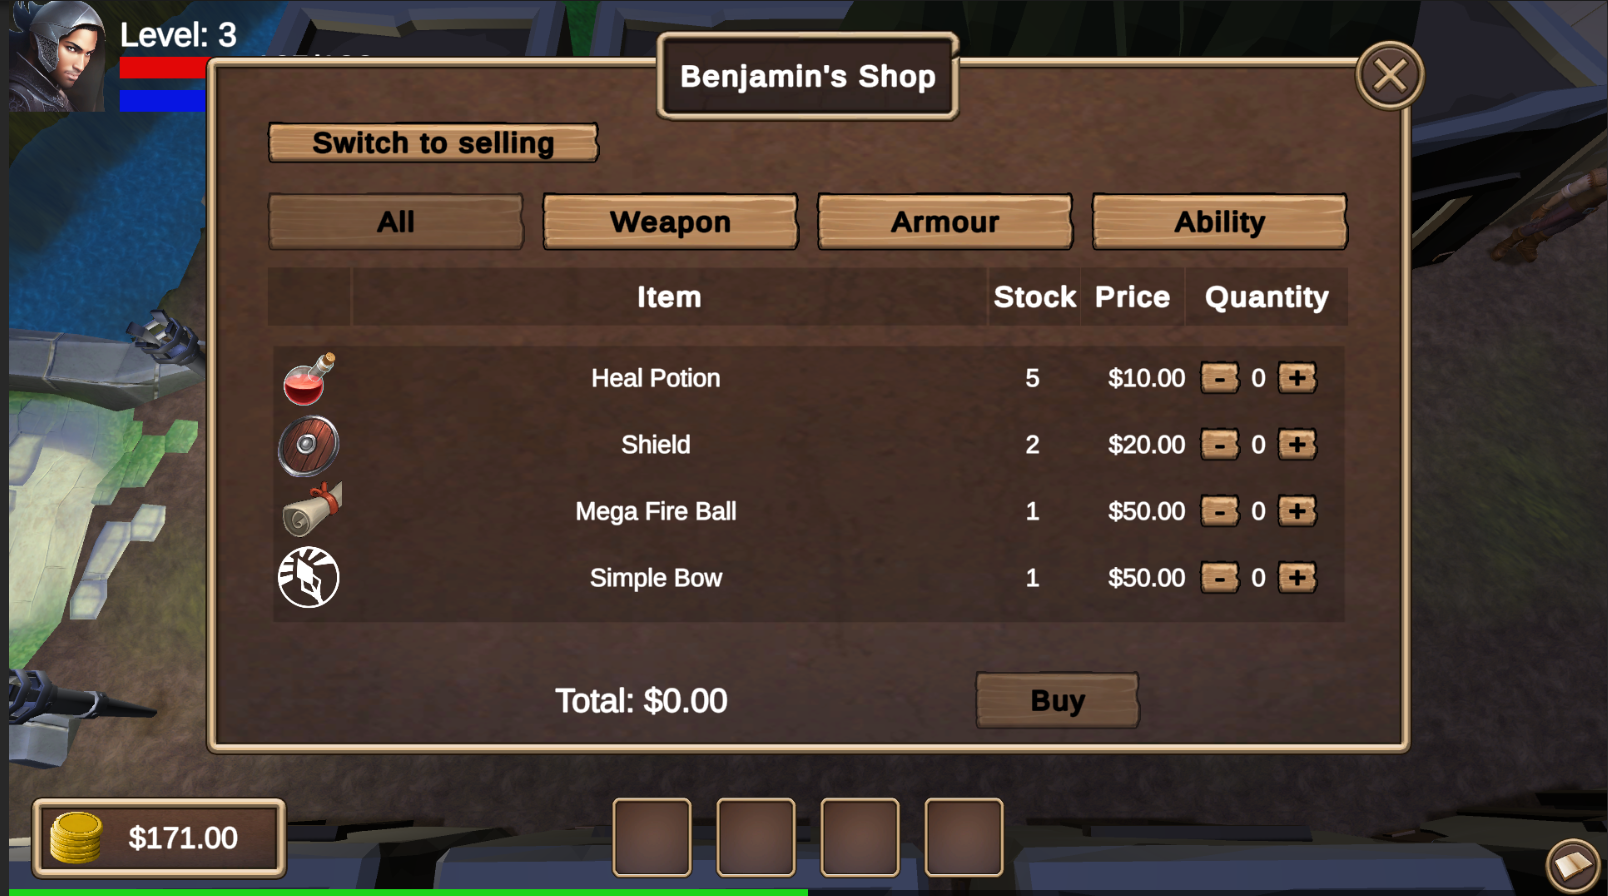 Level: 3
Benjamin's Shop
Switch to selling
All Weapon Armour Ability
Item Stock Price Quantity
Heal Potion 5 $10.00 - 0 +
Shield 2 $20.00 - 0 +
Mega Fire Ball 1 $50.00 - 0 +
Simple Bow 1 $50.00 - 0 +
Total: $0.00 Buy
$171.00